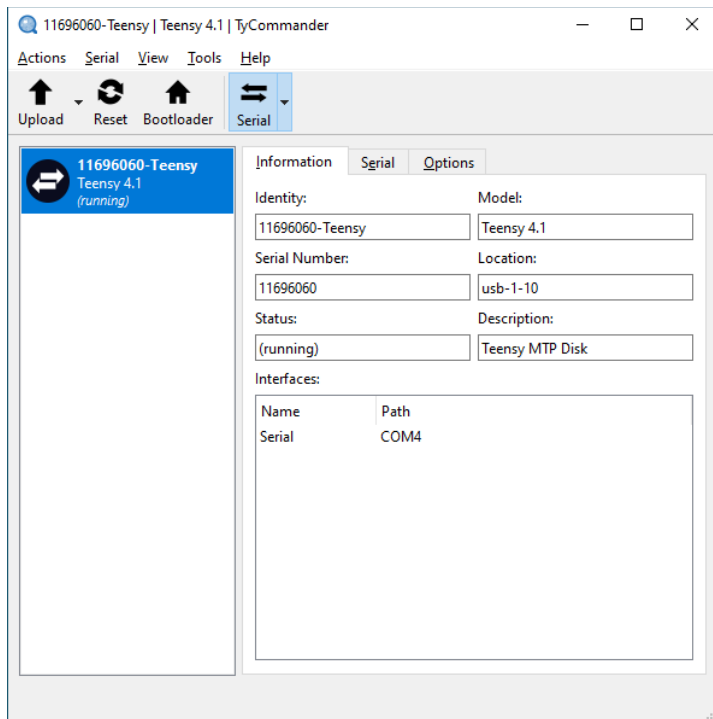 11696060-Teensy | Teensy 4.1 | TyCommander
Actions Serial View Tools Help
Upload Reset Bootloader Serial
11696060-Teensy
Teensy 4.1
(running)
Information Serial Options
Identity: Model:
11696060-Teensy Teensy 4.1
Serial Number: Location:
11696060 usb-1-10
Status: Description:
(running) Teensy MTP Disk
Interfaces:
Name Path
Serial COM4